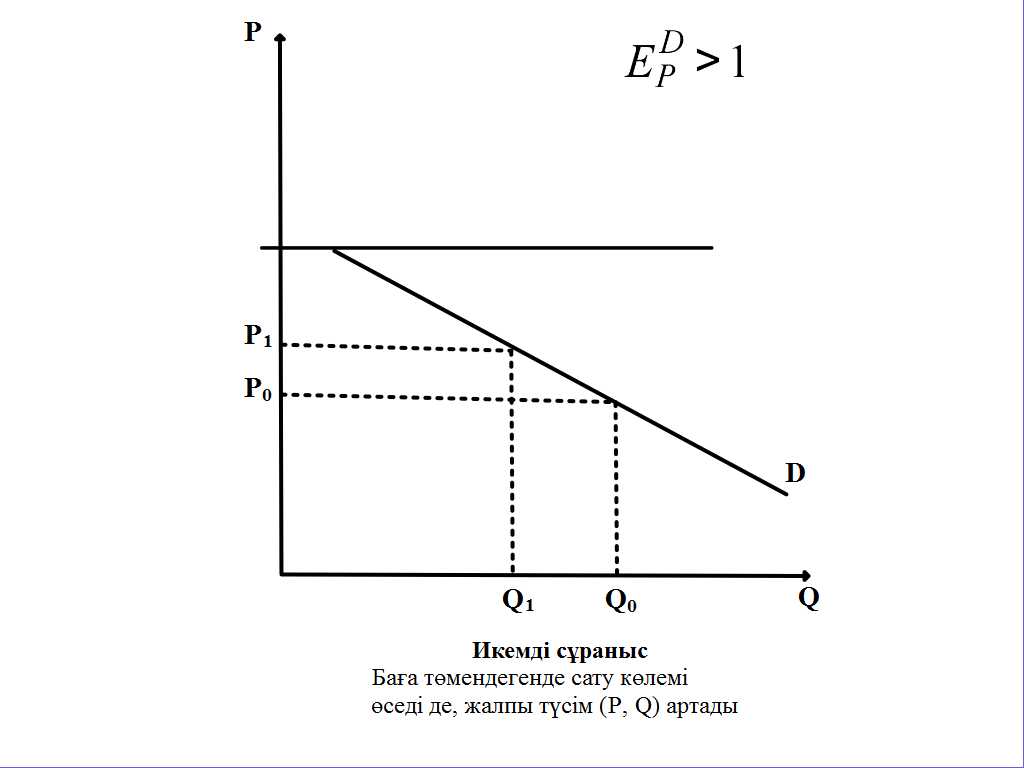 P
E_P^D > 1
P₁
P₀
D
Q₁ Q₀ Q
Икемді сұраныс
Баға төмендегенде сату көлемі
өседі де, жалпы түсім (P, Q) артады